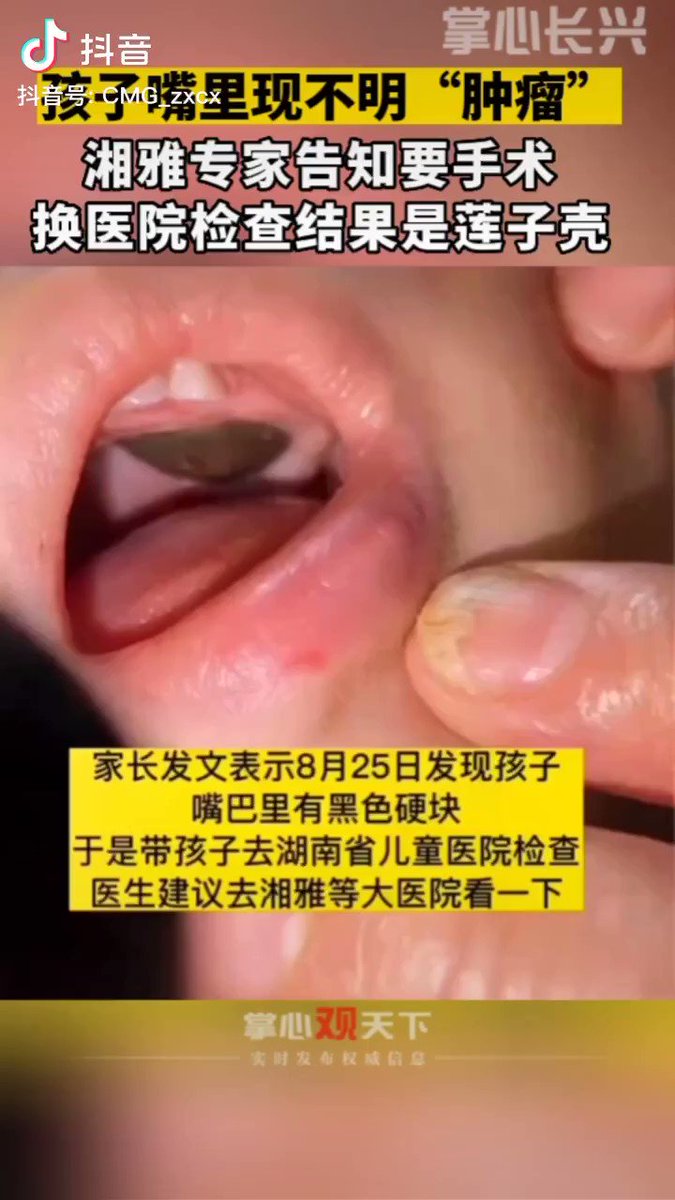 掌心长兴
抖音
抖音号: CMG_zxcx
孩子嘴里现不明“肿瘤”
湘雅专家告知要手术
换医院检查结果是莲子壳
家长发文表示8月25日发现孩子
嘴巴里有黑色硬块
于是带孩子去湖南省儿童医院检查
医生建议去湘雅等大医院看一下
掌心观天下
实时发布权威信息